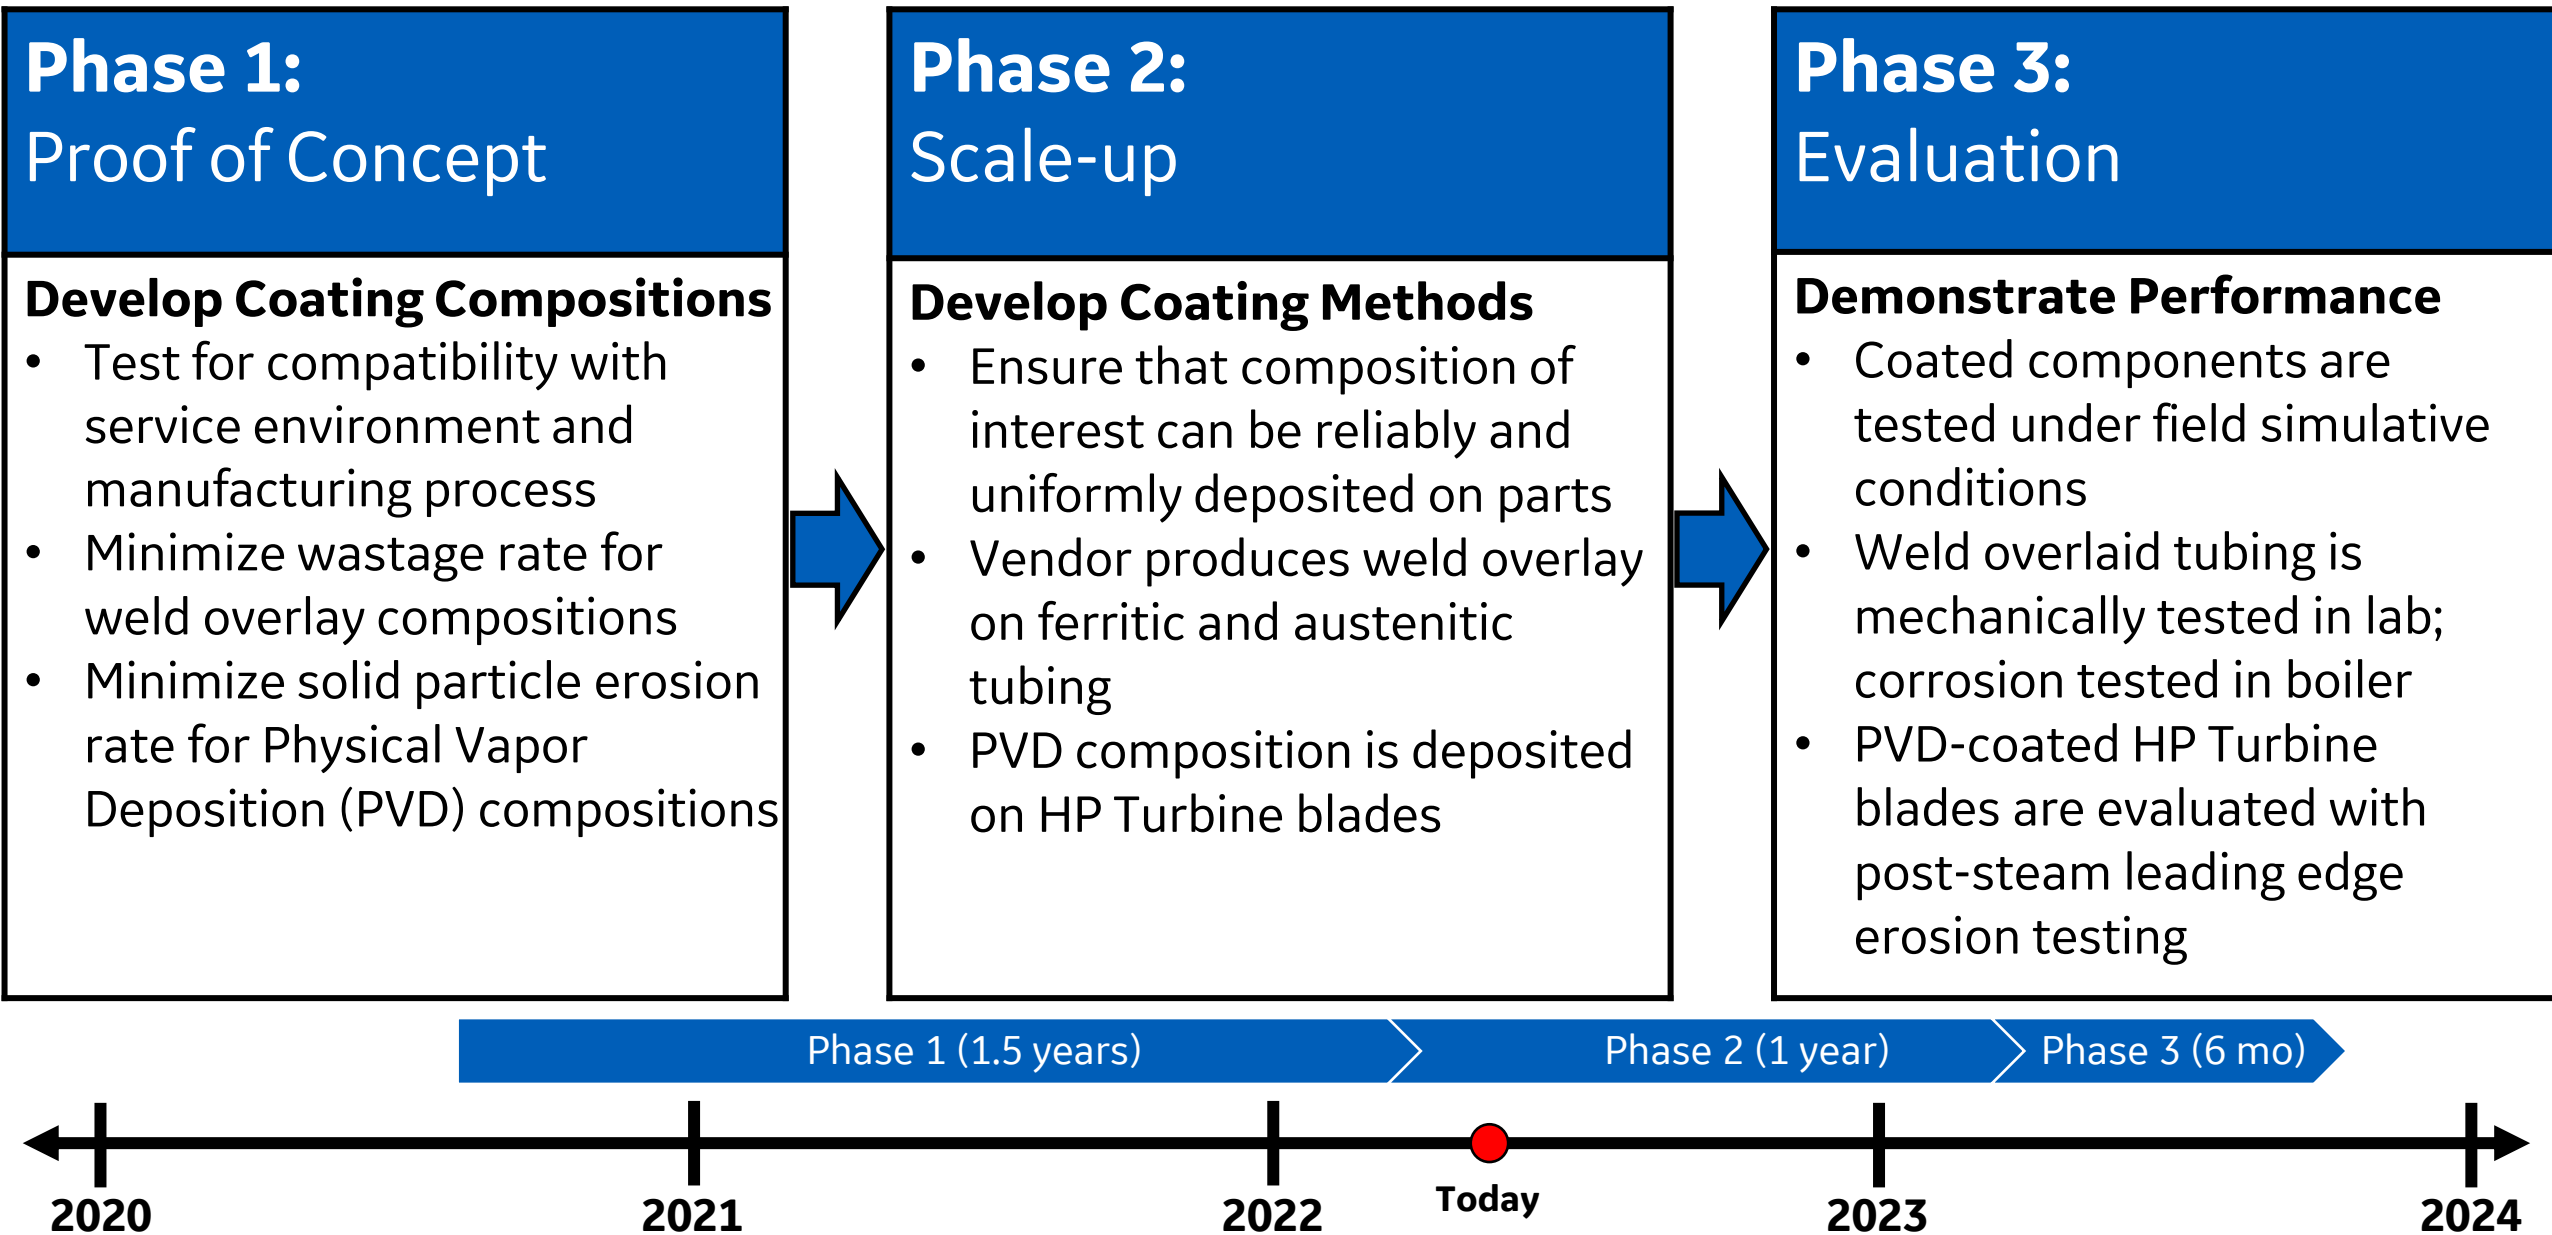 Phase 1:
Proof of Concept
Develop Coating Compositions
• Test for compatibility with
service environment and
manufacturing process
• Minimize wastage rate for
weld overlay compositions
• Minimize solid particle erosion
rate for Physical Vapor
Deposition (PVD) compositions
Phase 2:
Scale-up
Develop Coating Methods
• Ensure that composition of
interest can be reliably and
uniformly deposited on parts
• Vendor produces weld overlay
on ferritic and austenitic
tubing
• PVD composition is deposited
on HP Turbine blades
Phase 3:
Evaluation
Demonstrate Performance
• Coated components are
tested under field simulative
conditions
• Weld overlaid tubing is
mechanically tested in lab;
corrosion tested in boiler
• PVD-coated HP Turbine
blades are evaluated with
post-steam leading edge
erosion testing
Phase 1 (1.5 years)
Phase 2 (1 year)
Phase 3 (6 mo)
2020
2021
2022
Today
2023
2024